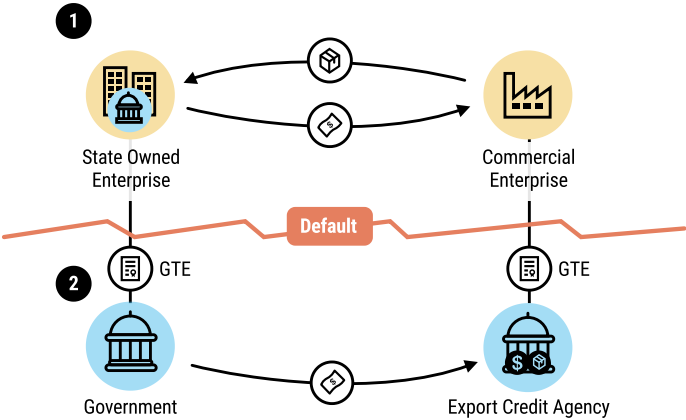 1
State Owned
Enterprise
$
Commercial
Enterprise
Default
GTE
GTE
2
Government
$
$
Export Credit Agency